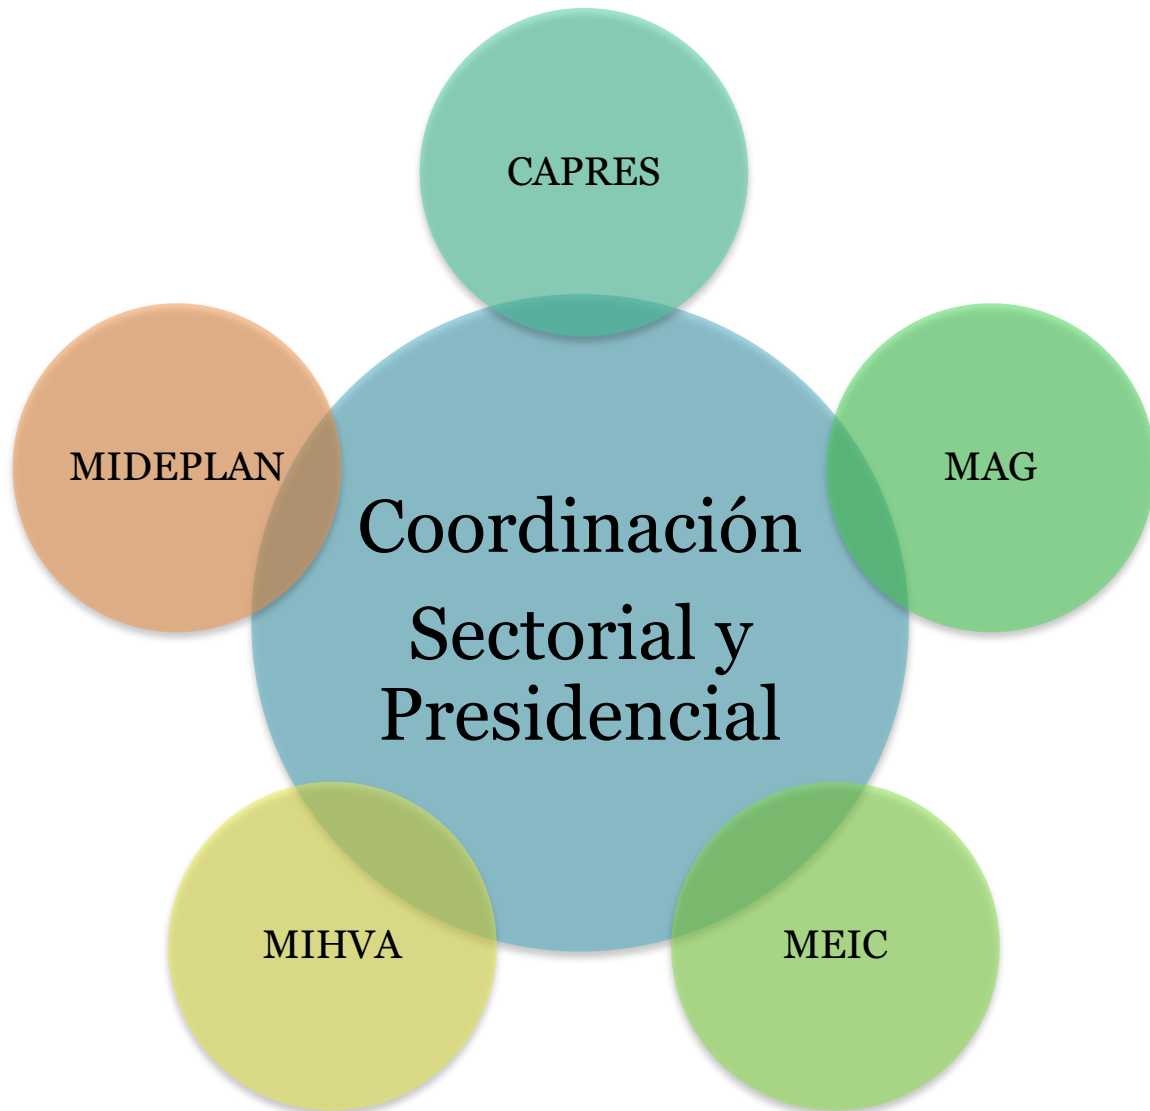 CAPRES
MIDEPLAN
MAG
Coordinación
Sectorial y
Presidencial
MIHVA
MEIC